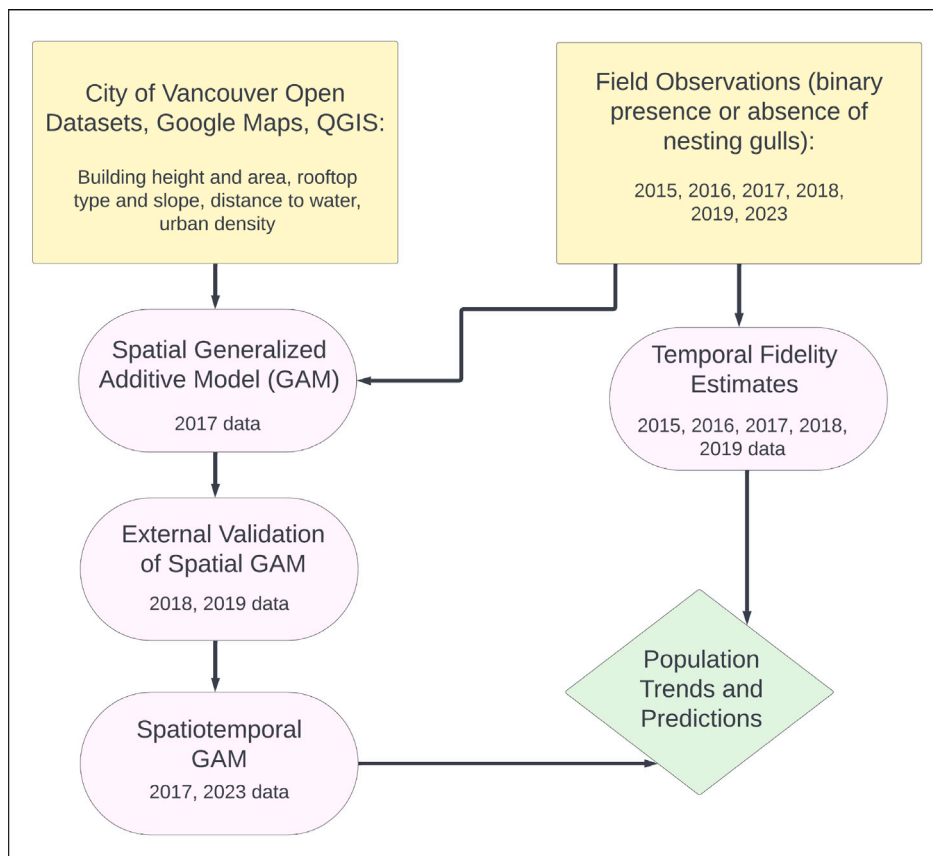 City of Vancouver Open
Datasets, Google Maps, QGIS:
Building height and area, rooftop
type and slope, distance to water,
urban density
Field Observations (binary
presence or absence of
nesting gulls):
2015, 2016, 2017, 2018,
2019, 2023
Spatial Generalized
Additive Model (GAM)
2017 data
Temporal Fidelity
Estimates
2015, 2016, 2017, 2018,
2019 data
External Validation
of Spatial GAM
2018, 2019 data
Spatiotemporal
GAM
2017, 2023 data
Population
Trends and
Predictions